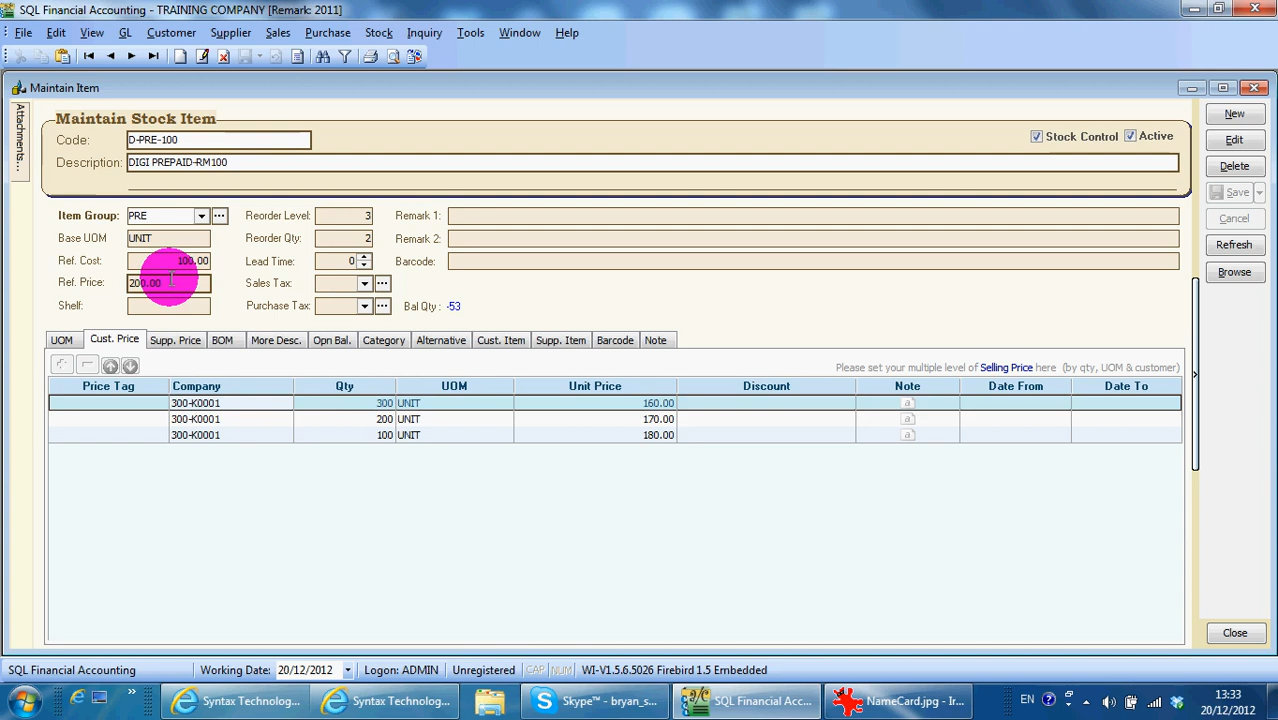 SQL Financial Accounting - TRAINING COMPANY [Remark: 2011]
File Edit View GL Customer Supplier Sales Purchase Stock Inquiry Tools Window Help
Maintain Item
Attachments...
Maintain Stock Item
Code: D-PRE-100
Stock Control Active
Description: DIGI PREPAID-RM100
New
Edit
Delete
Save
Cancel
Refresh
Browse
Item Group: PRE Reorder Level: 3 Remark 1:
Base UOM UNIT Reorder Qty: 2 Remark 2:
Ref. Cost: 100.00 Lead Time: 0 Barcode:
Ref. Price: 200.00 Sales Tax:
Shelf: Purchase Tax: Bal Qty : -53
UOM Cust. Price Supp. Price BOM More Desc. Opn Bal. Category Alternative Cust. Item Supp. Item Barcode Note
Please set your multiple level of Selling Price here (by qty, UOM & customer)
Price Tag Company Qty UOM Unit Price Discount Note Date From Date To
300-K0001 300 UNIT 160.00 a
300-K0001 200 UNIT 170.00 a
300-K0001 100 UNIT 180.00 a
Close
SQL Financial Accounting Working Date: 20/12/2012 Logon: ADMIN Unregistered CAP NUM WI-V1.5.6.5026 Firebird 1.5 Embedded
Syntax Technolog... Syntax Technolog... Skype™ - bryan_s... SQL Financial Acc... NameCard.jpg - Ir... EN 13:33
20/12/2012